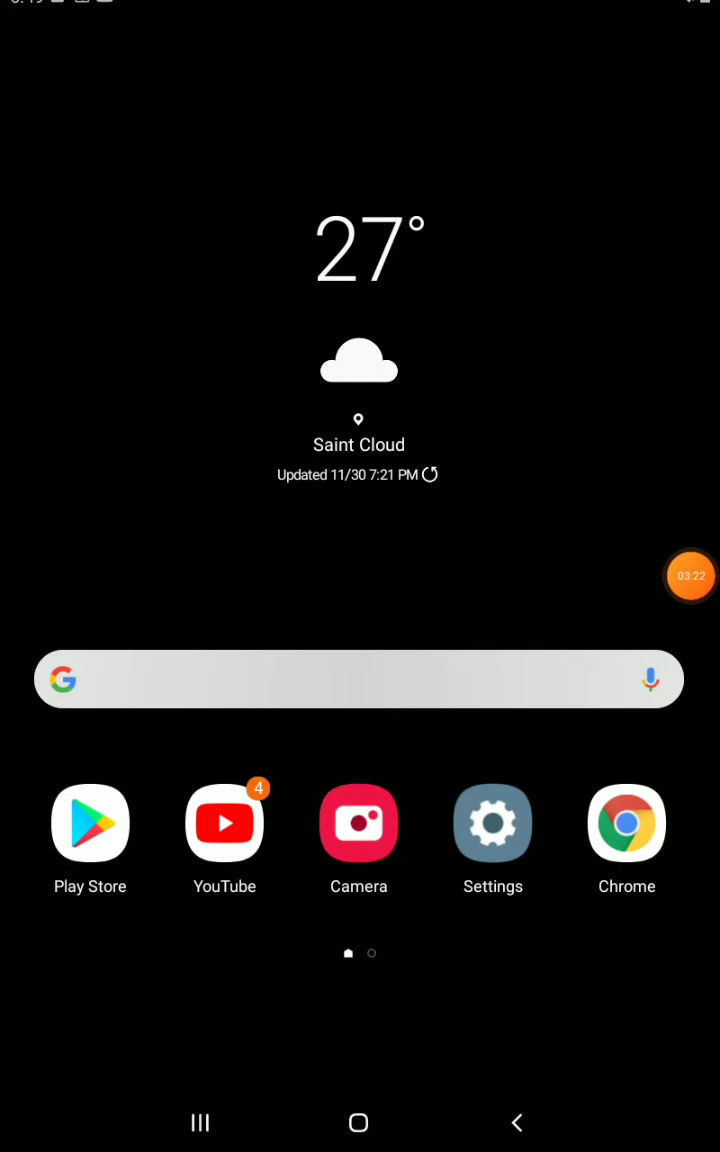 27°
Saint Cloud
Updated 11/30 7:21 PM
03:22
4
Play Store
YouTube
Camera
Settings
Chrome